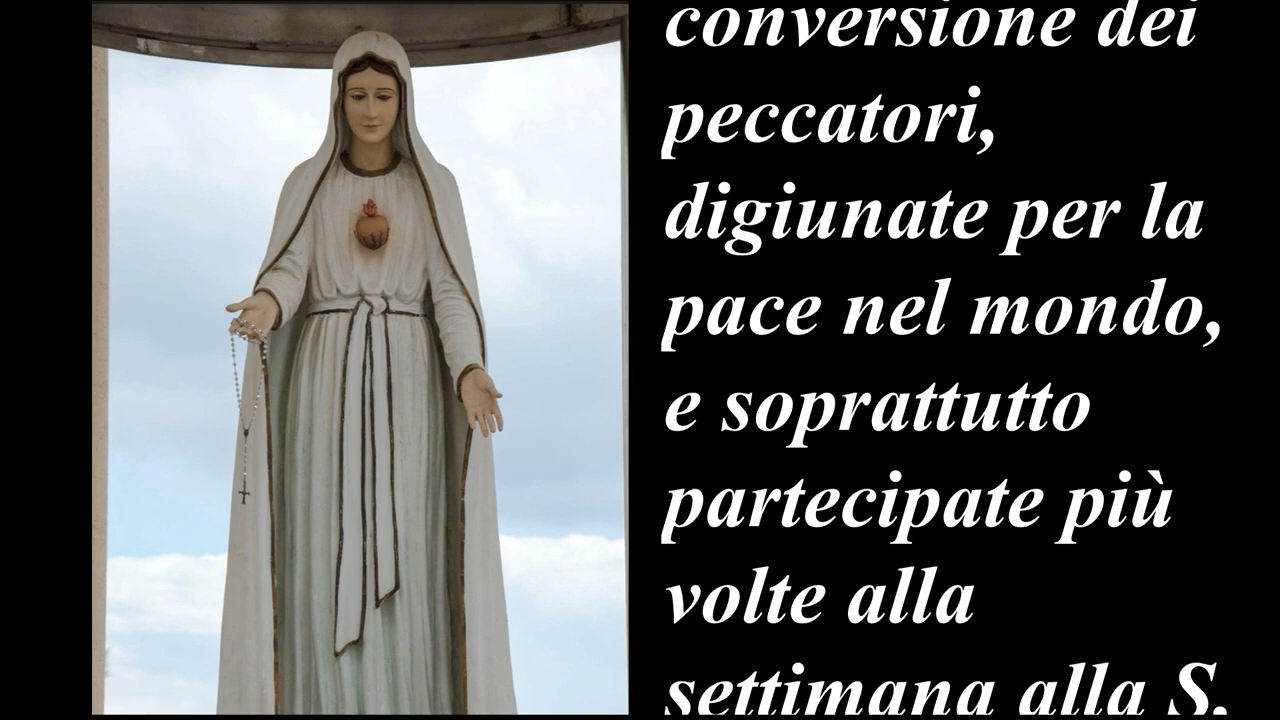 conversione dei
peccatori,
digiunate per la
pace nel mondo,
e soprattutto
partecipate più
volte alla
settimana alla S.